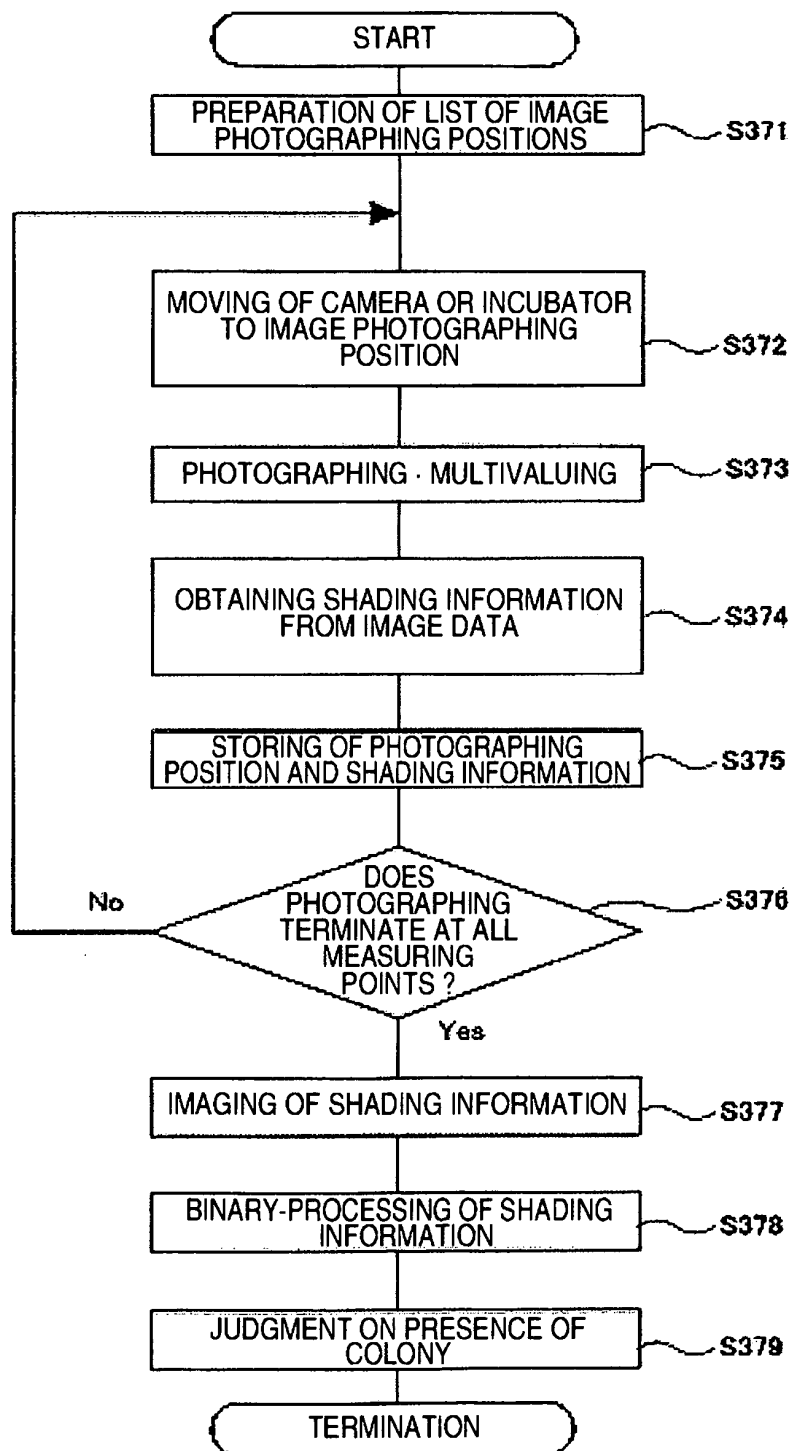 START
PREPARATION OF LIST OF IMAGE
PHOTOGRAPHING POSITIONS
S371
MOVING OF CAMERA OR INCUBATOR
TO IMAGE PHOTOGRAPHING
POSITION
S372
PHOTOGRAPHING · MULTIVALUING
S373
OBTAINING SHADING INFORMATION
FROM IMAGE DATA
S374
STORING OF PHOTOGRAPHING
POSITION AND SHADING INFORMATION
S375
DOES
PHOTOGRAPHING
TERMINATE AT ALL
MEASURING
POINTS ?
S376
No
Yes
IMAGING OF SHADING INFORMATION
S377
BINARY-PROCESSING OF SHADING
INFORMATION
S378
JUDGMENT ON PRESENCE OF
COLONY
S379
TERMINATION